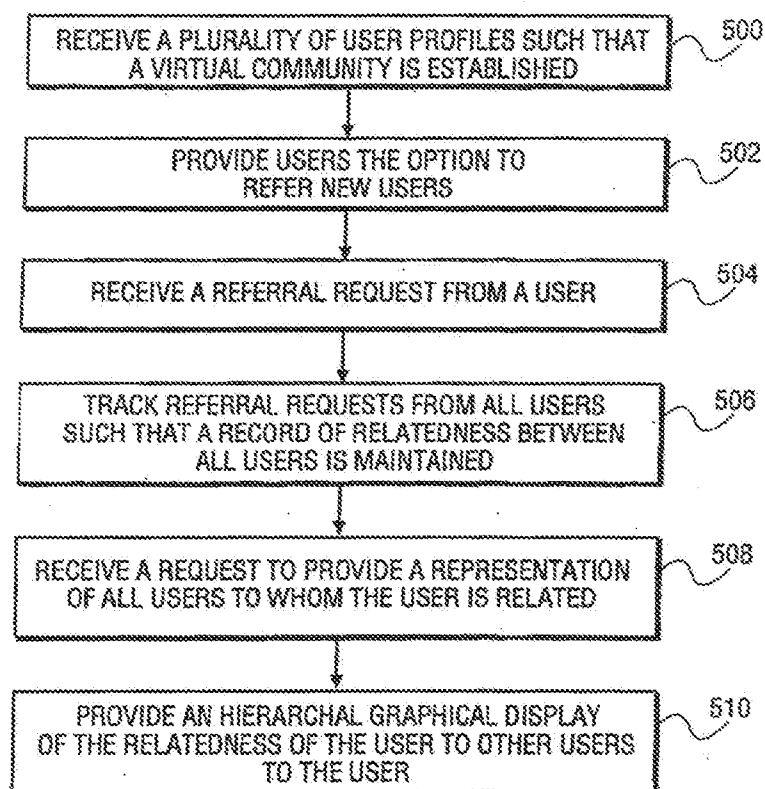 RECEIVE A PLURALITY OF USER PROFILES SUCH THAT
A VIRTUAL COMMUNITY IS ESTABLISHED
500
PROVIDE USERS THE OPTION TO
REFER NEW USERS
502
RECEIVE A REFERRAL REQUEST FROM A USER
504
TRACK REFERRAL REQUESTS FROM ALL USERS
SUCH THAT A RECORD OF RELATEDNESS BETWEEN
ALL USERS IS MAINTAINED
506
RECEIVE A REQUEST TO PROVIDE A REPRESENTATION
OF ALL USERS TO WHOM THE USER IS RELATED
508
PROVIDE AN HIERARCHAL GRAPHICAL DISPLAY
OF THE RELATEDNESS OF THE USER TO OTHER USERS
TO THE USER
510